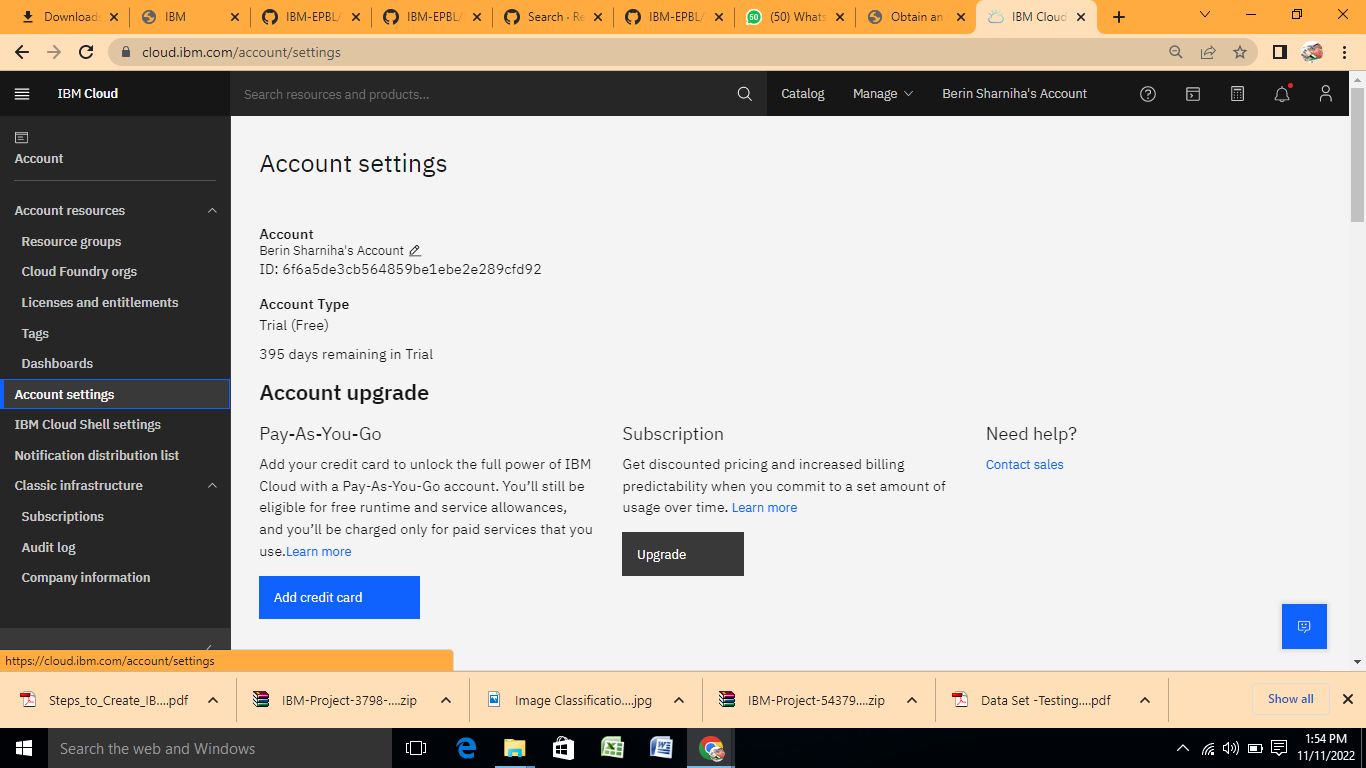 Download
IBM
IBM-EPBL/
IBM-EPBL/
Search · Re
IBM-EPBL/
(50) Whats
Obtain an
IBM Cloud
cloud.ibm.com/account/settings
IBM Cloud
Search resources and products...
Catalog
Manage
Berin Sharniha's Account
Account
Account resources
Resource groups
Cloud Foundry orgs
Licenses and entitlements
Tags
Dashboards
Account settings
IBM Cloud Shell settings
Notification distribution list
Classic infrastructure
Subscriptions
Audit log
Company information
https://cloud.ibm.com/account/settings
Account settings
Account
Berin Sharniha's Account
ID: 6f6a5de3cb564859be1ebe2e289cfd92
Account Type
Trial (Free)
395 days remaining in Trial
Account upgrade
Pay-As-You-Go
Add your credit card to unlock the full power of IBM
Cloud with a Pay-As-You-Go account. You’ll still be
eligible for free runtime and service allowances,
and you’ll be charged only for paid services that you
use.Learn more
Add credit card
Subscription
Get discounted pricing and increased billing
predictability when you commit to a set amount of
usage over time. Learn more
Upgrade
Need help?
Contact sales
Steps_to_Create_IB....pdf
IBM-Project-3798-....zip
Image Classificatio....jpg
IBM-Project-54379....zip
Data Set -Testing....pdf
Show all
Search the web and Windows
1:54 PM
11/11/2022